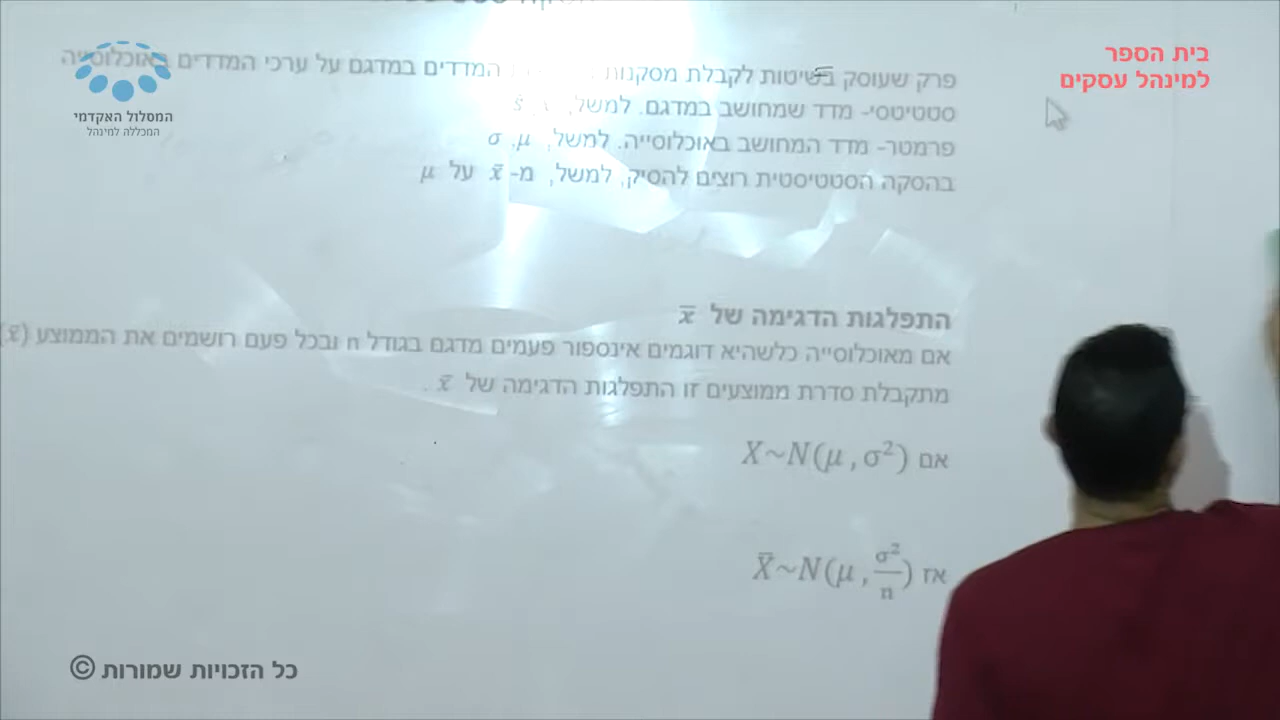 בית הספר
למינהל עסקים
המסלול האקדמי
המכללה למינהל
פרק שעוסק בשיטות לקבלת מסקנות המדדים במדגם על ערכי המדדים באוכלוסייה
סטטיטסי- מדד שמחושב במדגם. למשל, ŝ
פרמטר- מדד המחושב באוכלוסייה. למשל, μ, σ
בהסקה הסטטיסטית רוצים להסיק, למשל, מ- x̄ על μ
התפלגות הדגימה של x̄
אם מאוכלוסייה כלשהיא דוגמים אינספור פעמים מדגם בגודל n ובכל פעם רושמים את הממוצע (x̄)
מתקבלת סדרת ממוצעים זו התפלגות הדגימה של x̄ .
אם X~N(μ , σ²)
אז X̄~N(μ , σ²/n)
כל הזכויות שמורות ©